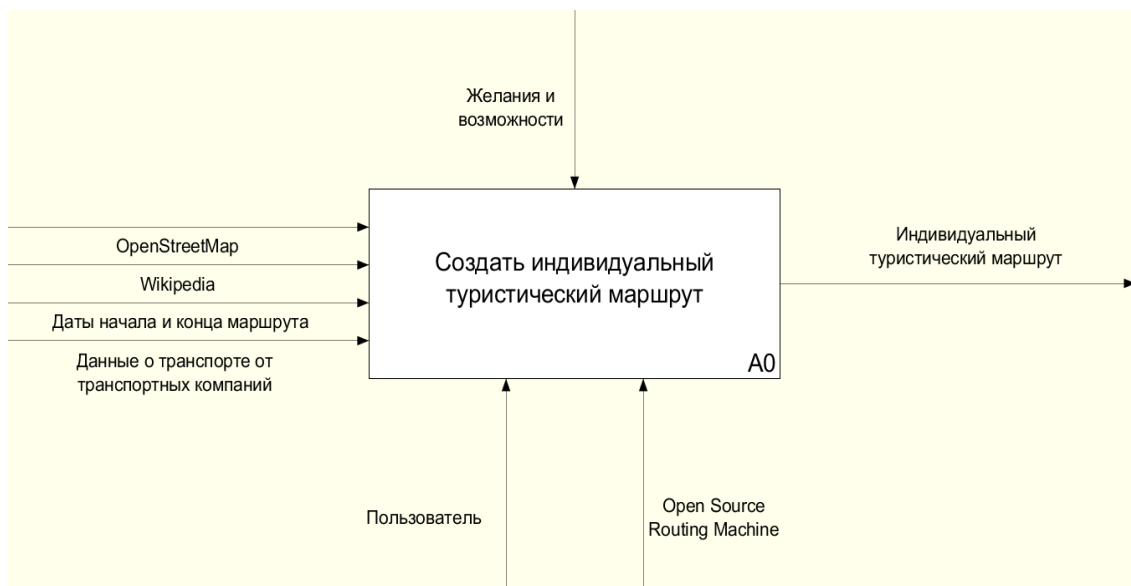 Желания и
возможности
OpenStreetMap
Wikipedia
Даты начала и конца маршрута
Данные о транспорте от
транспортных компаний
Создать индивидуальный
туристический маршрут
A0
Индивидуальный
туристический маршрут
Пользователь
Open Source
Routing Machine